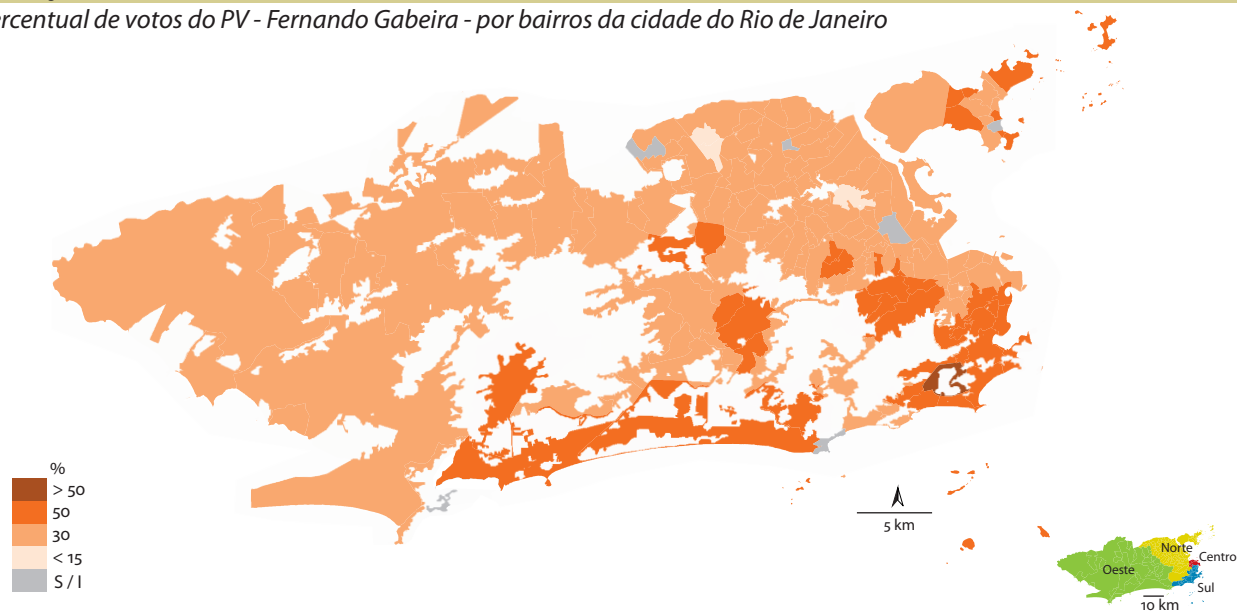 ercentual de votos do PV - Fernando Gabeira - por bairros da cidade do Rio de Janeiro
%
> 50
50
30
< 15
S / I
5 km
Norte
Centro
Oeste
Sul
10 km